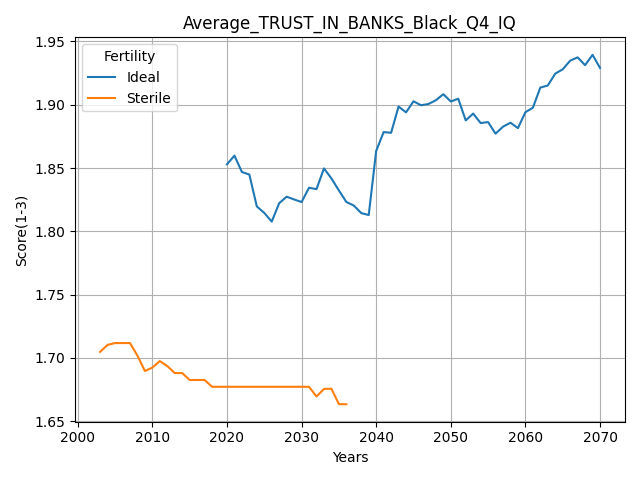 Average_TRUST_IN_BANKS_Black_Q4_IQ
Fertility
Ideal
Sterile
Score(1-3)
1.95
1.90
1.85
1.80
1.75
1.70
1.65
2000 2010 2020 2030 2040 2050 2060 2070
Years